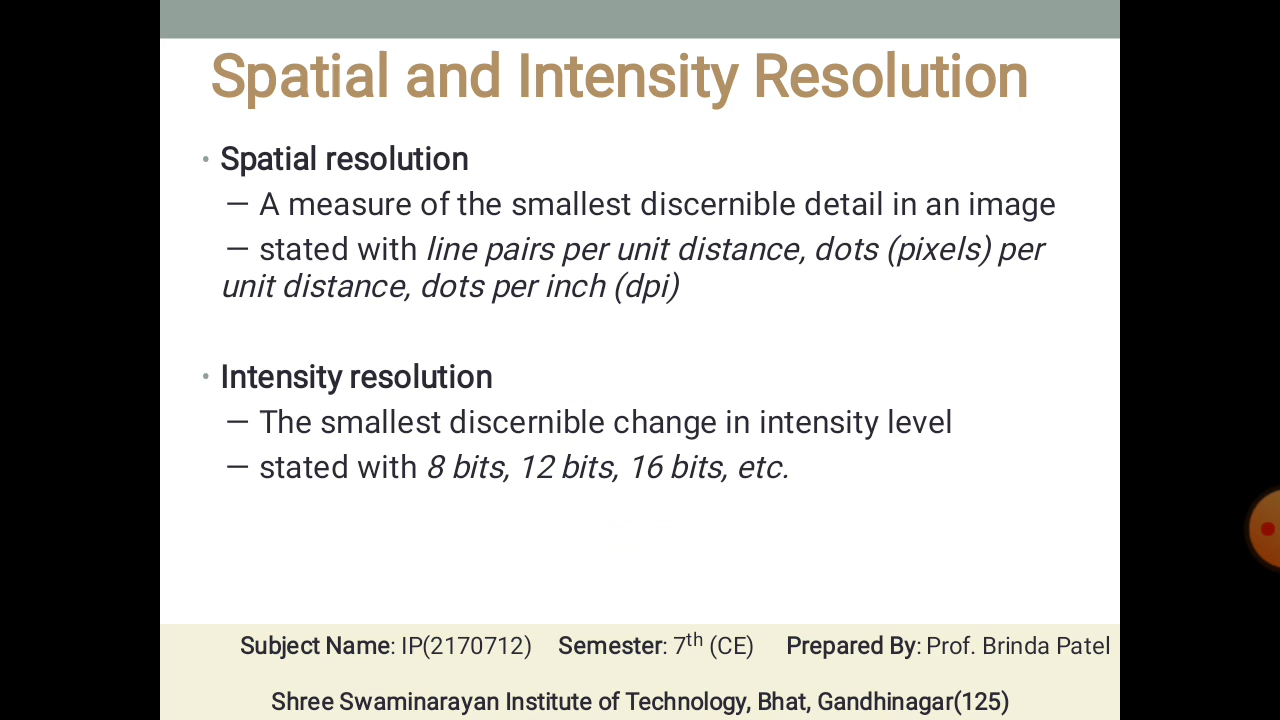 Spatial and Intensity Resolution
• Spatial resolution
– A measure of the smallest discernible detail in an image
– stated with line pairs per unit distance, dots (pixels) per
unit distance, dots per inch (dpi)
• Intensity resolution
– The smallest discernible change in intensity level
– stated with 8 bits, 12 bits, 16 bits, etc.
Subject Name: IP(2170712) Semester: 7th (CE) Prepared By: Prof. Brinda Patel
Shree Swaminarayan Institute of Technology, Bhat, Gandhinagar(125)